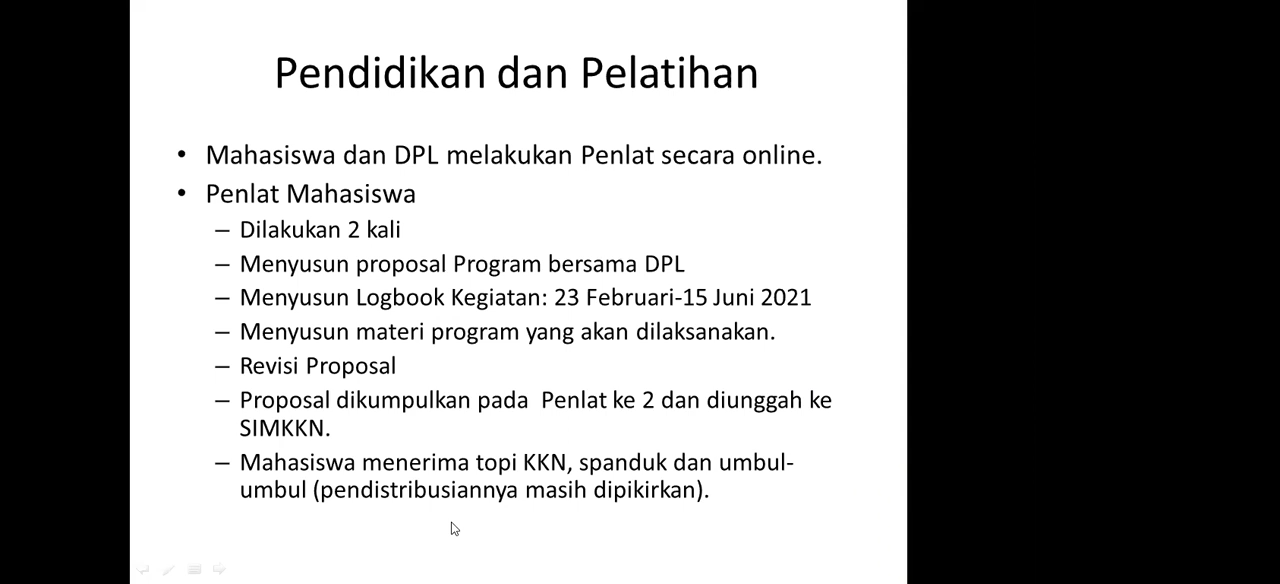 Pendidikan dan Pelatihan
• Mahasiswa dan DPL melakukan Penlat secara online.
• Penlat Mahasiswa
– Dilakukan 2 kali
– Menyusun proposal Program bersama DPL
– Menyusun Logbook Kegiatan: 23 Februari-15 Juni 2021
– Menyusun materi program yang akan dilaksanakan.
– Revisi Proposal
– Proposal dikumpulkan pada  Penlat ke 2 dan diunggah ke
SIMKKN.
– Mahasiswa menerima topi KKN, spanduk dan umbul-
umbul (pendistribusiannya masih dipikirkan).